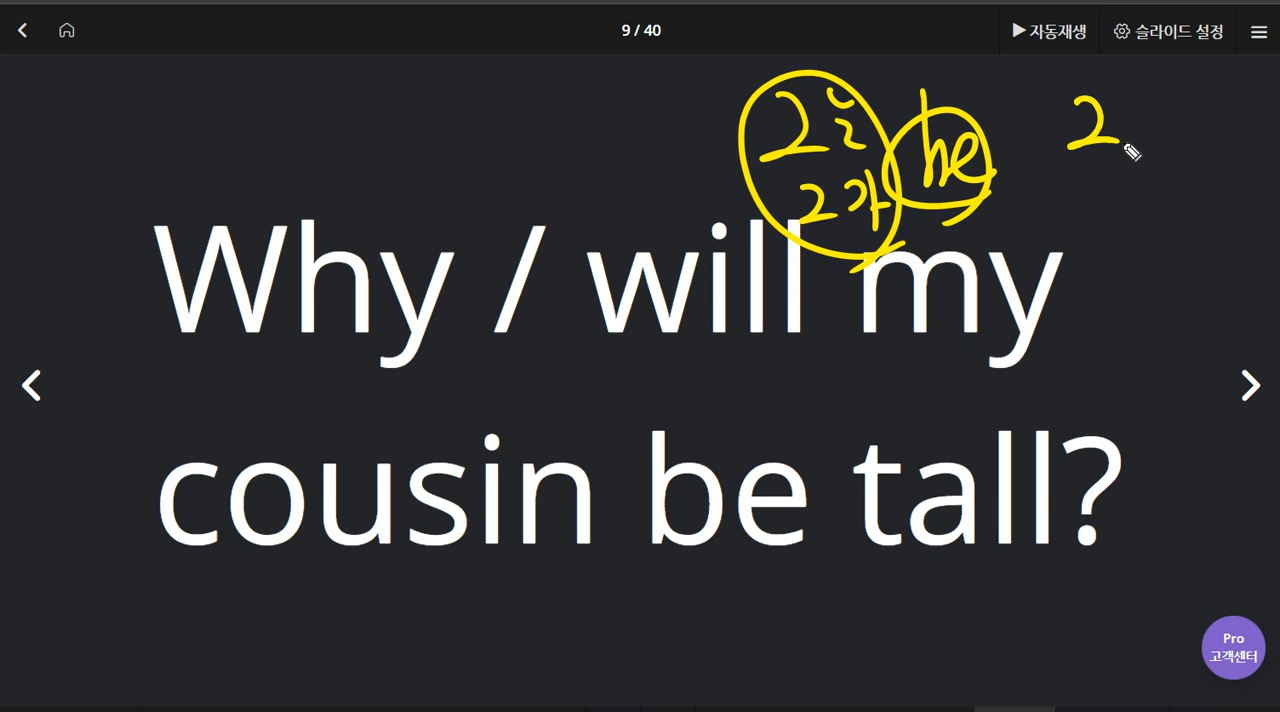 9 / 40
▶자동재생
슬라이드 설정
그는
그가
he
그
Why / will my
cousin be tall?
Pro
고객센터